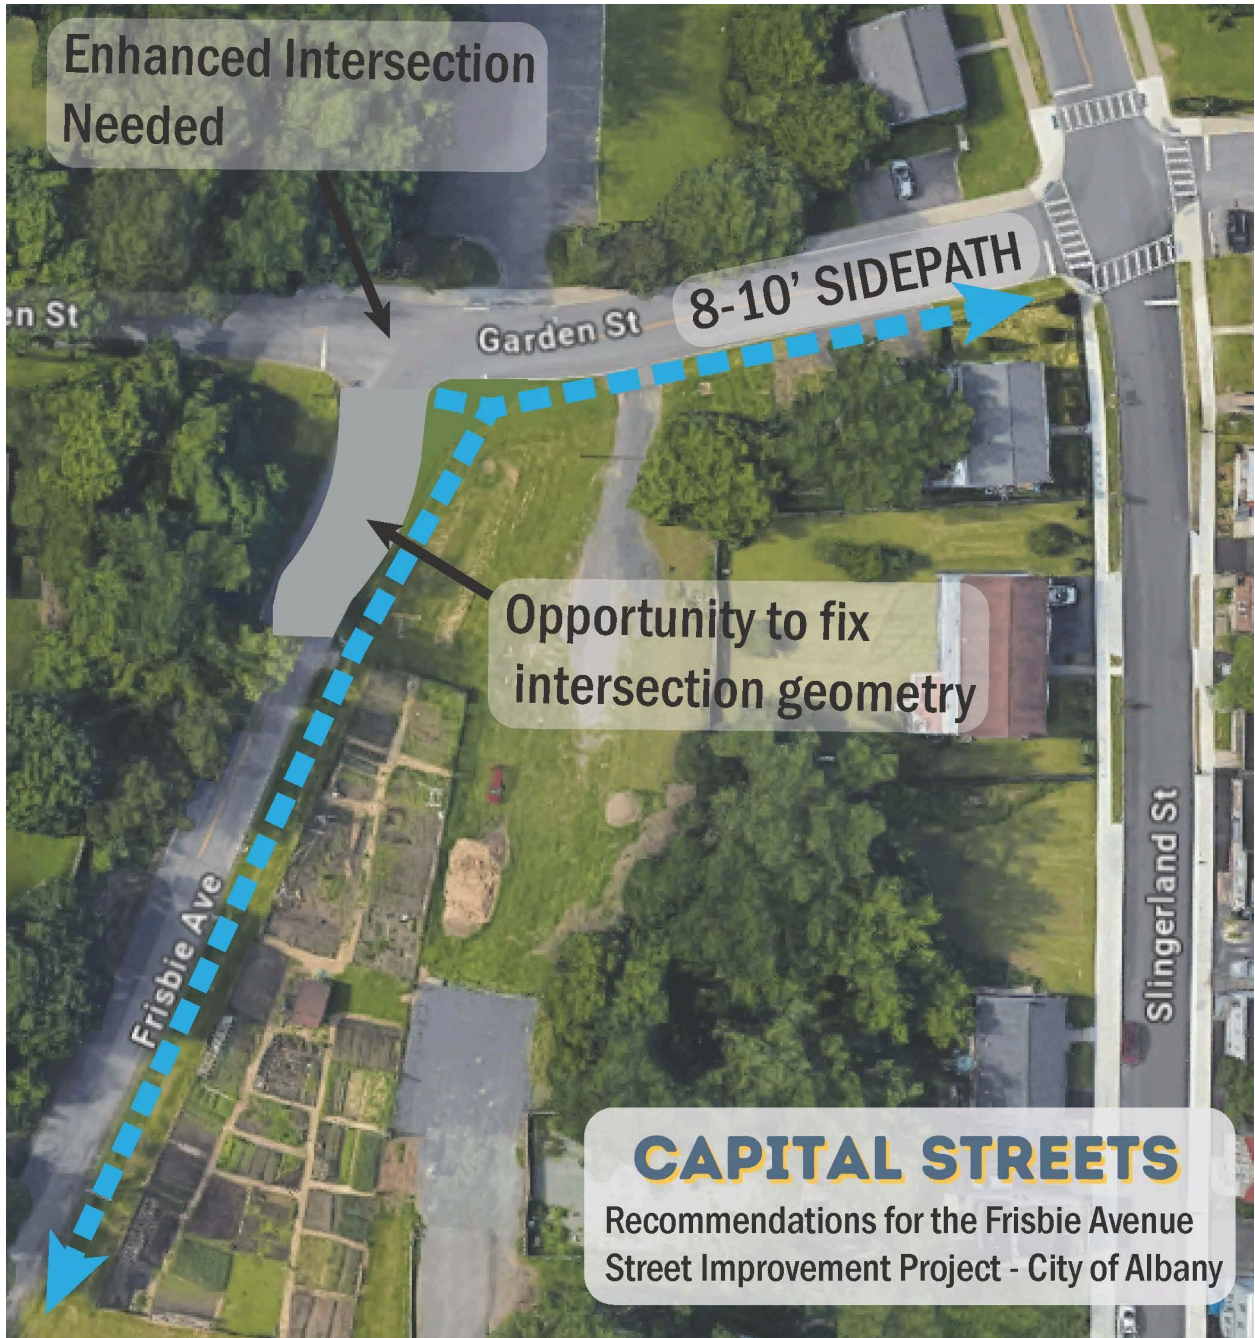 Enhanced Intersection
Needed
8-10’ SIDEPATH
en St
Garden St
Opportunity to fix
intersection geometry
Frisbie Ave
Slingerland St
CAPITAL STREETS
Recommendations for the Frisbie Avenue
Street Improvement Project - City of Albany